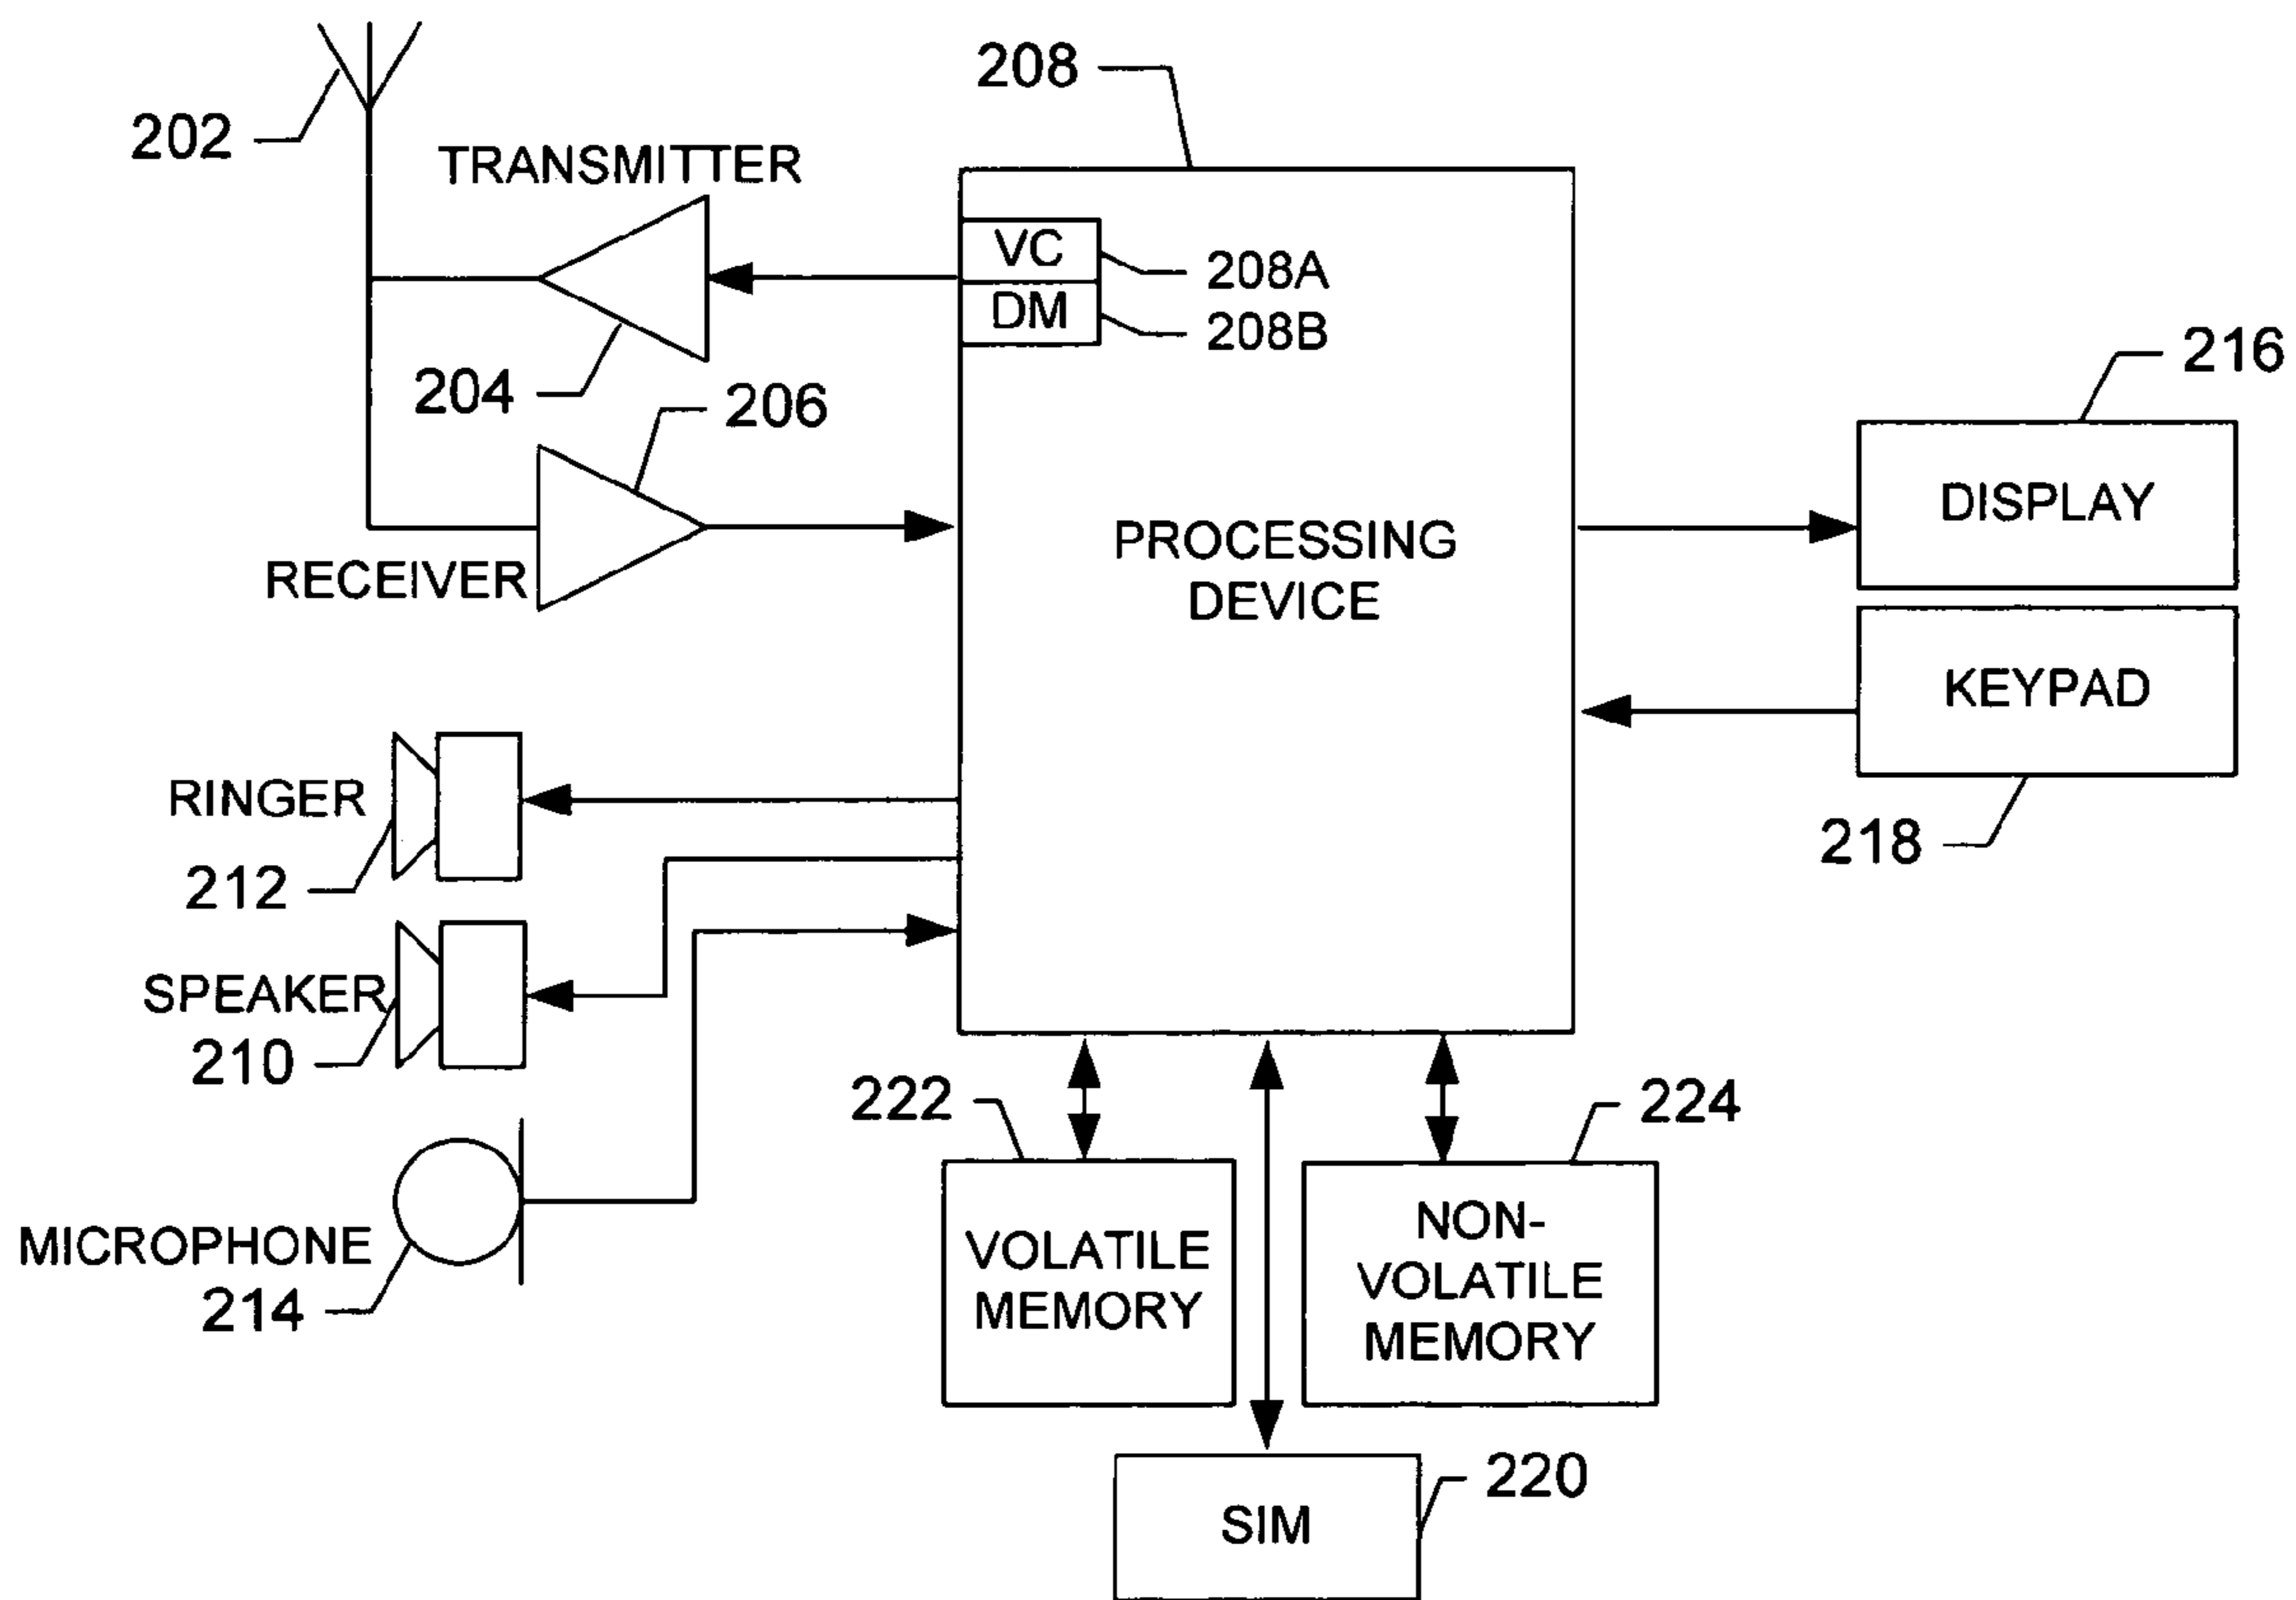 208
202
TRANSMITTER
VC
208A
DM
208B
204
206
216
DISPLAY
PROCESSING
DEVICE
RECEIVER
KEYPAD
RINGER
212
218
SPEAKER
210
222
224
MICROPHONE
214
VOLATILE
MEMORY
NON-
VOLATILE
MEMORY
220
SIM